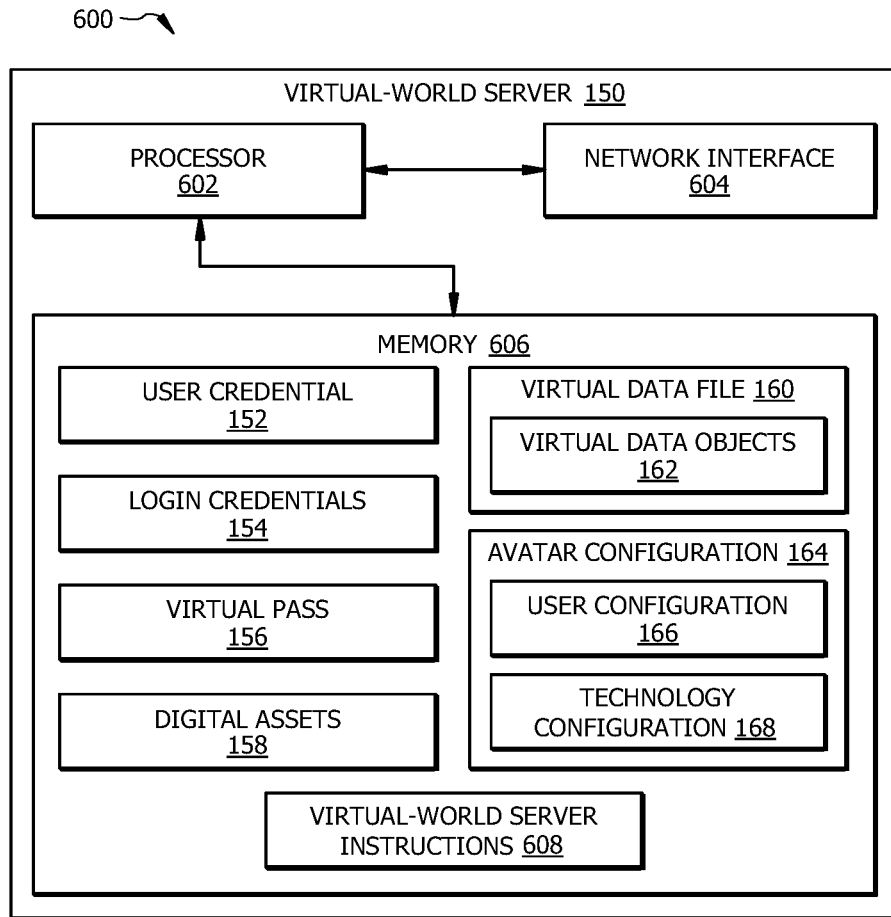 600
VIRTUAL-WORLD SERVER 150
PROCESSOR
602
NETWORK INTERFACE
604
MEMORY 606
USER CREDENTIAL
152
LOGIN CREDENTIALS
154
VIRTUAL PASS
156
DIGITAL ASSETS
158
VIRTUAL DATA FILE 160
VIRTUAL DATA OBJECTS
162
AVATAR CONFIGURATION 164
USER CONFIGURATION
166
TECHNOLOGY
CONFIGURATION 168
VIRTUAL-WORLD SERVER
INSTRUCTIONS 608